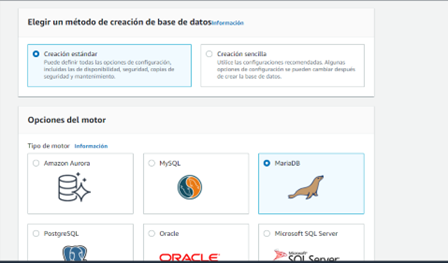 Elegir un método de creación de base de datos Información
Creación estándar
Puede definir todas las opciones de configuración,
incluidas las de disponibilidad, seguridad, copias de
seguridad y mantenimiento.
Creación sencilla
Utilice las configuraciones recomendadas. Algunas
opciones de configuración se pueden cambiar después
de crear la base de datos.
Opciones del motor
Tipo de motor Información
Amazon Aurora
MySQL
MariaDB
PostgreSQL
Oracle
ORACLE
Microsoft SQL Server
Microsoft
SQL Server